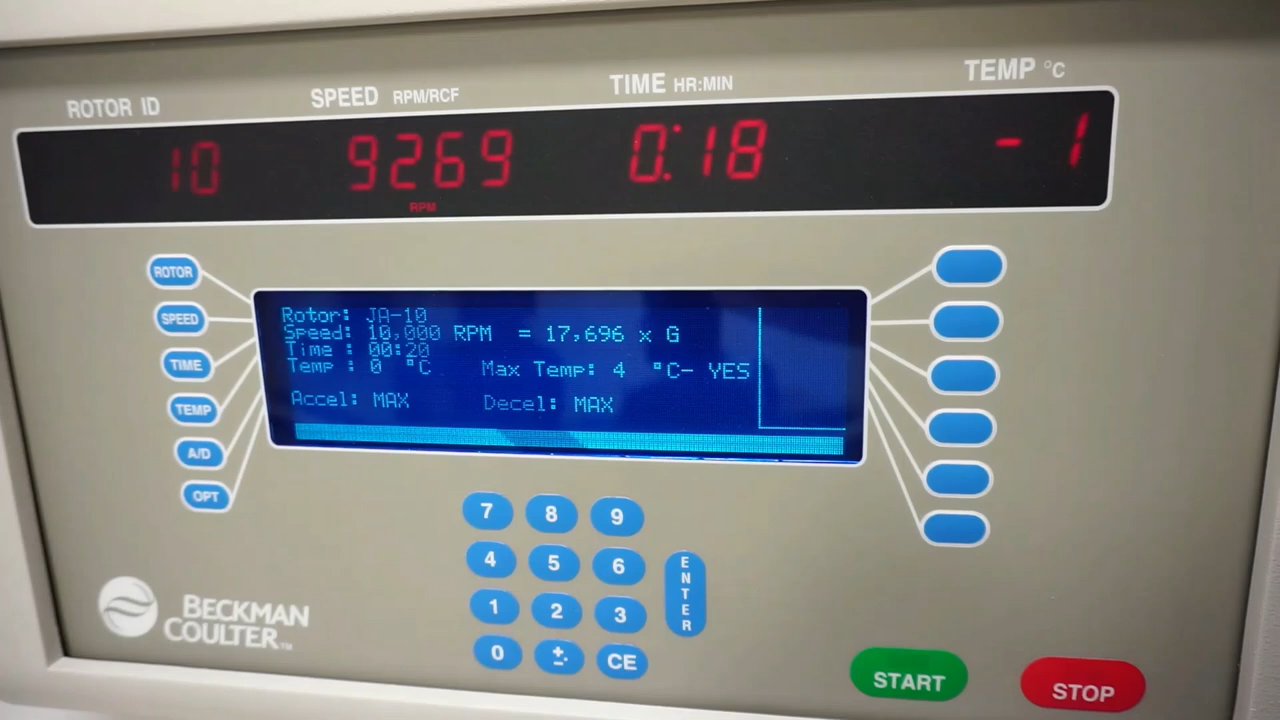 ROTOR ID SPEED RPM/RCF TIME HR:MIN TEMP °C
10 9269 0:18 -1
RPM
ROTOR
SPEED
TIME
TEMP
A/D
OPT
Rotor: JA-10
Speed: 10,000 RPM = 17,696 x G
Time : 00:20
Temp : 0 °C Max Temp: 4 °C- YES
Accel: MAX Decel: MAX
7 8 9
4 5 6
1 2 3
0 +- CE
ENTER
BECKMAN
COULTER™
START STOP